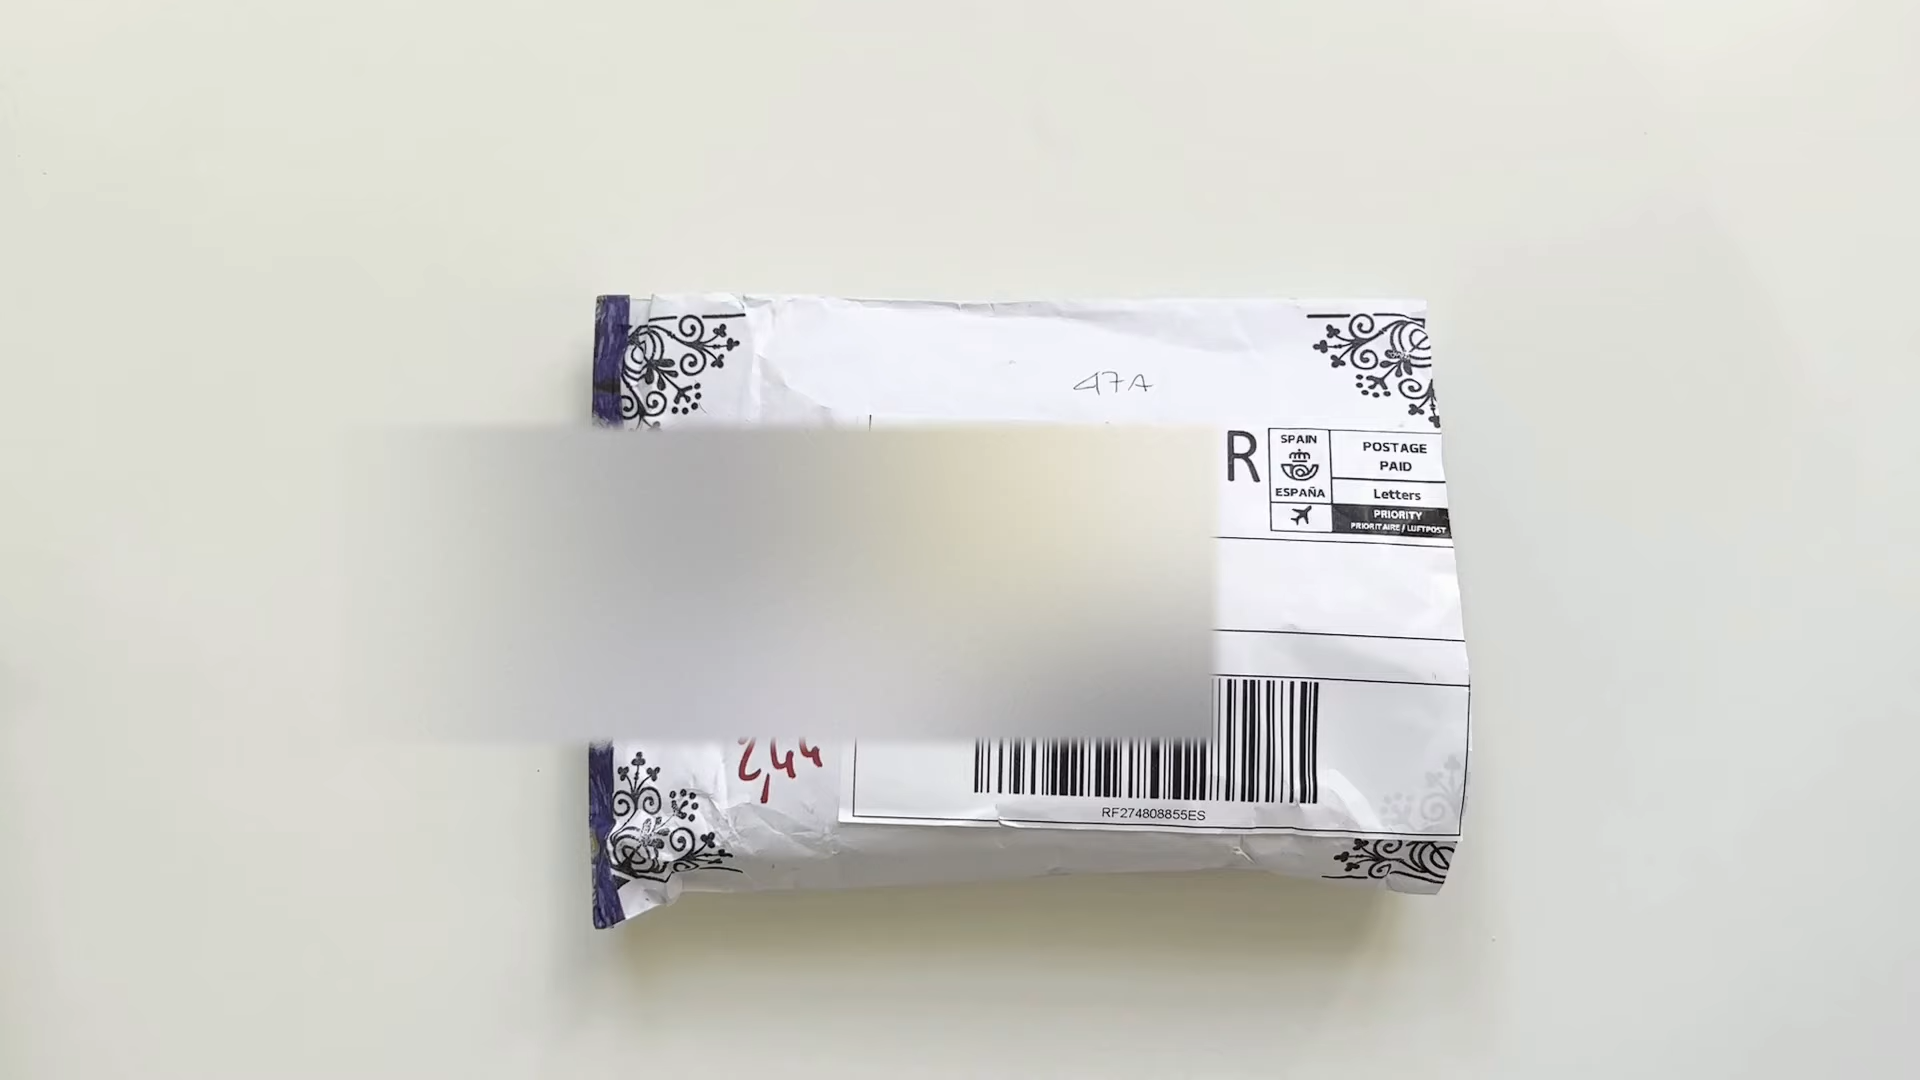 47A
R
SPAIN
ESPAÑA
POSTAGE
PAID
Letters
PRIORITY
PRIORITAIRE / LUFTPOST
2,44
RF274808855ES